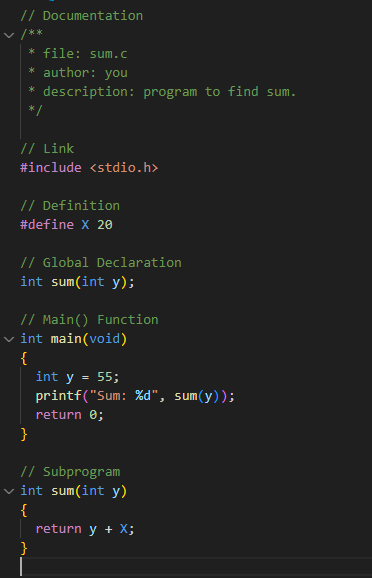 // Documentation
/**
 * file: sum.c
 * author: you
 * description: program to find sum.
 */

// Link
#include <stdio.h>

// Definition
#define X 20

// Global Declaration
int sum(int y);

// Main() Function
int main(void)
{
  int y = 55;
  printf("Sum: %d", sum(y));
  return 0;
}

// Subprogram
int sum(int y)
{
  return y + X;
}